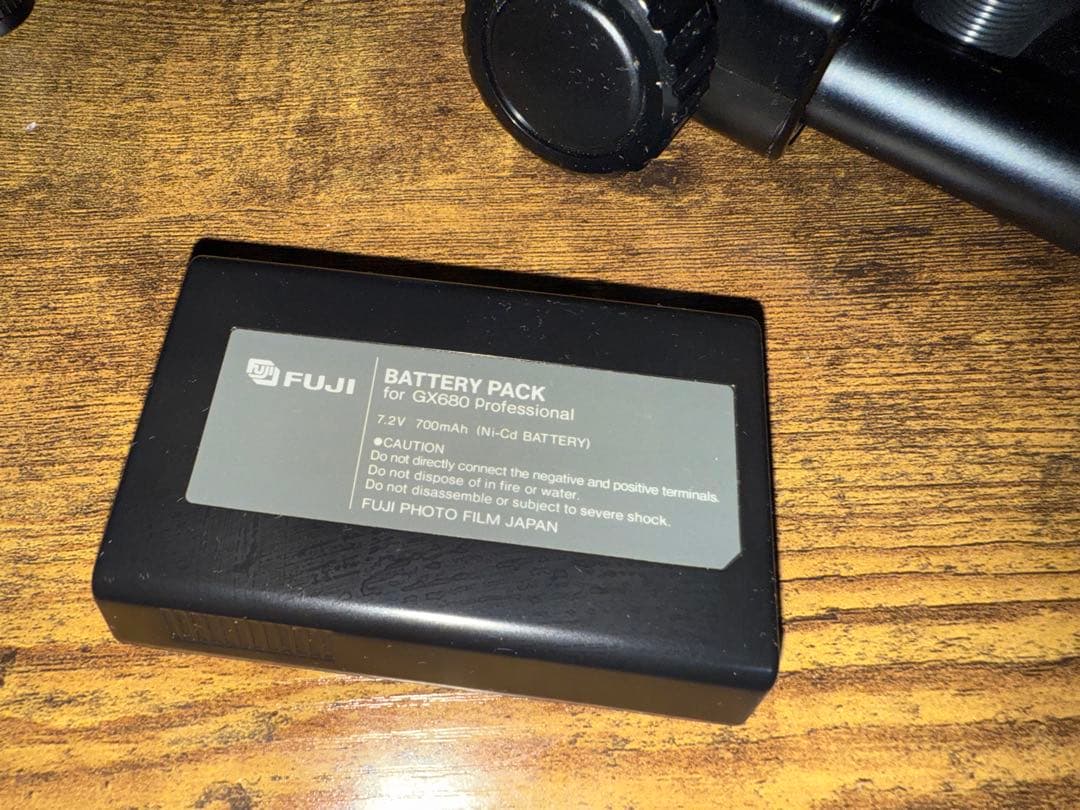 FUJI
FUJI
BATTERY PACK
for GX680 Professional
7.2V 700mAh (Ni-Cd BATTERY)
●CAUTION
Do not directly connect the negative and positive terminals.
Do not dispose of in fire or water.
Do not disassemble or subject to severe shock.
FUJI PHOTO FILM JAPAN